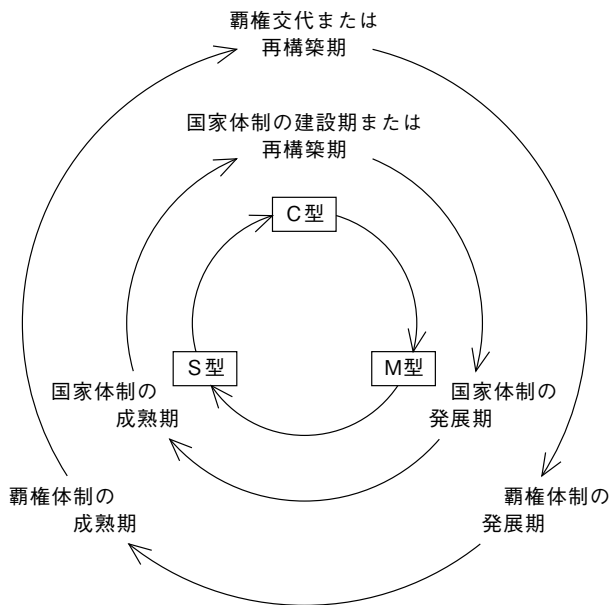 覇権交代または
再構築期
国家体制の建設期または
再構築期
C型
S型
M型
国家体制の
成熟期
国家体制の
発展期
覇権体制の
成熟期
覇権体制の
発展期